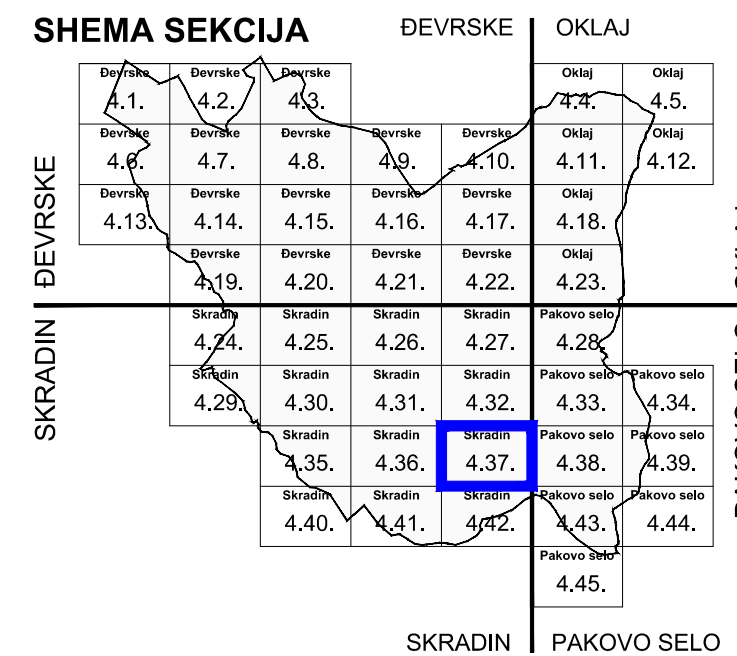 SHEMA SEKCIJA ĐEVRSKE OKLAJ
Đevrske Đevrske Đevrske Oklaj Oklaj
4.1. 4.2. 4.3. 4.4. 4.5.
Đevrske Đevrske Đevrske Đevrske Đevrske Oklaj Oklaj
4.6. 4.7. 4.8. 4.9. 4.10. 4.11. 4.12.
Đevrske Đevrske Đevrske Đevrske Đevrske Oklaj
4.13. 4.14. 4.15. 4.16. 4.17. 4.18.
Đevrske Đevrske Đevrske Đevrske Oklaj
4.19. 4.20. 4.21. 4.22. 4.23.
ĐEVRSKE
Skradin Skradin Skradin Skradin Pakovo selo
4.24. 4.25. 4.26. 4.27. 4.28.
Skradin Skradin Skradin Skradin Pakovo selo Pakovo selo
4.29. 4.30. 4.31. 4.32. 4.33. 4.34.
SKRADIN
Skradin Skradin Skradin Pakovo selo Pakovo selo
4.35. 4.36. 4.37. 4.38. 4.39.
Skradin Skradin Skradin Pakovo selo Pakovo selo
4.40. 4.41. 4.42. 4.43. 4.44.
Pakovo selo
4.45.
SKRADIN PAKOVO SELO